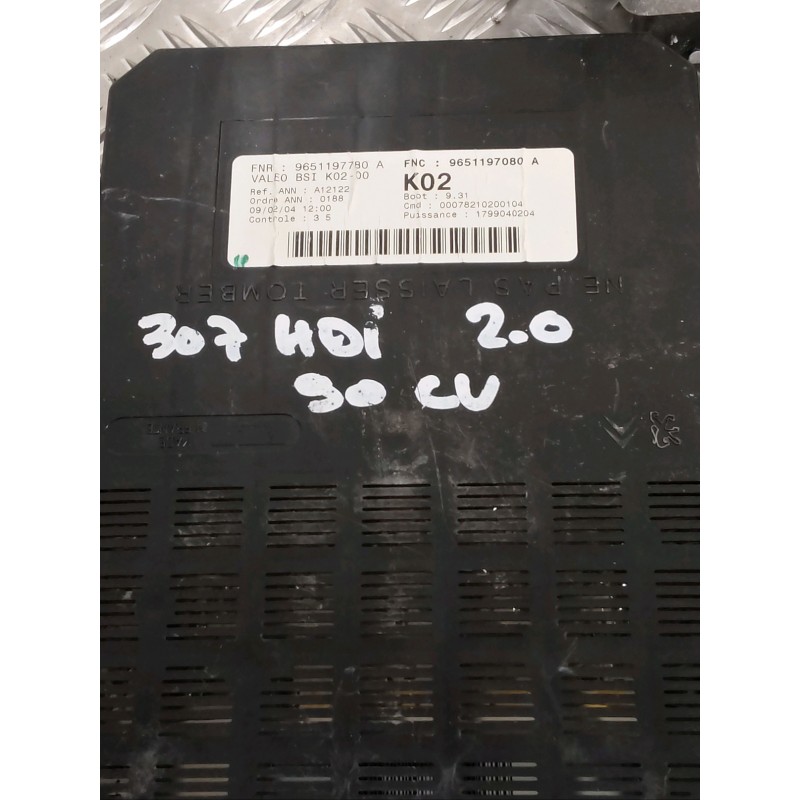 FNR : 9651197780 A
VALEO BSI K02-00
Ref. ANN : A12122
Ordre ANN : 0188
09/02/04 12:00
Controle : 3 5
FNC : 9651197080 A
K02
Boot : 9.31
Cmd : 00078210200104
Puissance : 1799040204
NE PAS LAISSER TOMBER
307 HDi 2.0
90 CV